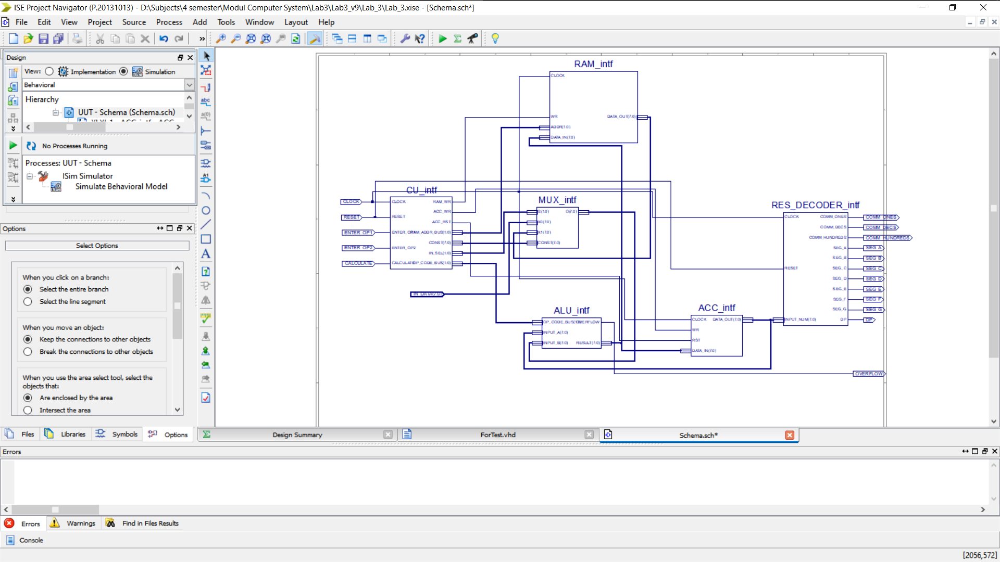 ISE Project Navigator (P.20131013) - D:\Subjects\4 semester\Modul Computer System\Lab3\Lab3_v9\Lab_3\Lab_3.xise - [Schema.sch*]
File Edit View Project Source Process Add Tools Window Layout Help
Design
View: Implementation Simulation
Behavioral
Hierarchy
UUT - Schema (Schema.sch)
No Processes Running
Processes: UUT - Schema
ISim Simulator
Simulate Behavioral Model
Options
Select Options
When you click on a branch:
Select the entire branch
Select the line segment
When you move an object:
Keep the connections to other objects
Break the connections to other objects
When you use the area select tool, select the
objects that:
Are enclosed by the area
Intersect the area
Files Libraries Symbols Options
abc
a(0)
A1
A
RAM_intf
CLOCK
WR
ADDR(1:0)
DATA_IN(7:0)
DATA_OUT(7:0)
CU_intf
CLOCK
RESET
ENTER_OP1
ENTER_OP2
CALCULATE
CLOCK
RESET
ENTER_OP2
RAM_WR
ACC_WR
ACC_RST
RAM_ADDR_BUS(1:0)
CONST(7:0)
IN_SEL(1:0)
OP_CODE_BUS(1:0)
IN_DATA(7:0)
MUX_intf
S(1:0)
X0(7:0)
X1(7:0)
CONST(7:0)
O(7:0)
ALU_intf
INPUT_A(7:0)
INPUT_B(7:0)
OVERFLOW
RESULT(7:0)
ACC_intf
CLOCK
WR
RST
DATA_IN(7:0)
DATA_OUT(7:0)
RES_DECODER_intf
CLOCK
RESET
INPUT_NUM(7:0)
COMM_ONES
COMM_DECS
COMM_HUNDREDS
SEG_A
SEG_B
SEG_C
SEG_D
SEG_E
SEG_F
SEG_G
DP
COMM_ONES
COMM_DECS
COMM_HUNDREDS
SEG_A
SEG_B
SEG_C
SEG_D
SEG_E
SEG_F
SEG_G
DP
OVERFLOW
Design Summary ForTest.vhd Schema.sch*
Errors
Errors Warnings Find in Files Results
Console
[2056,572]